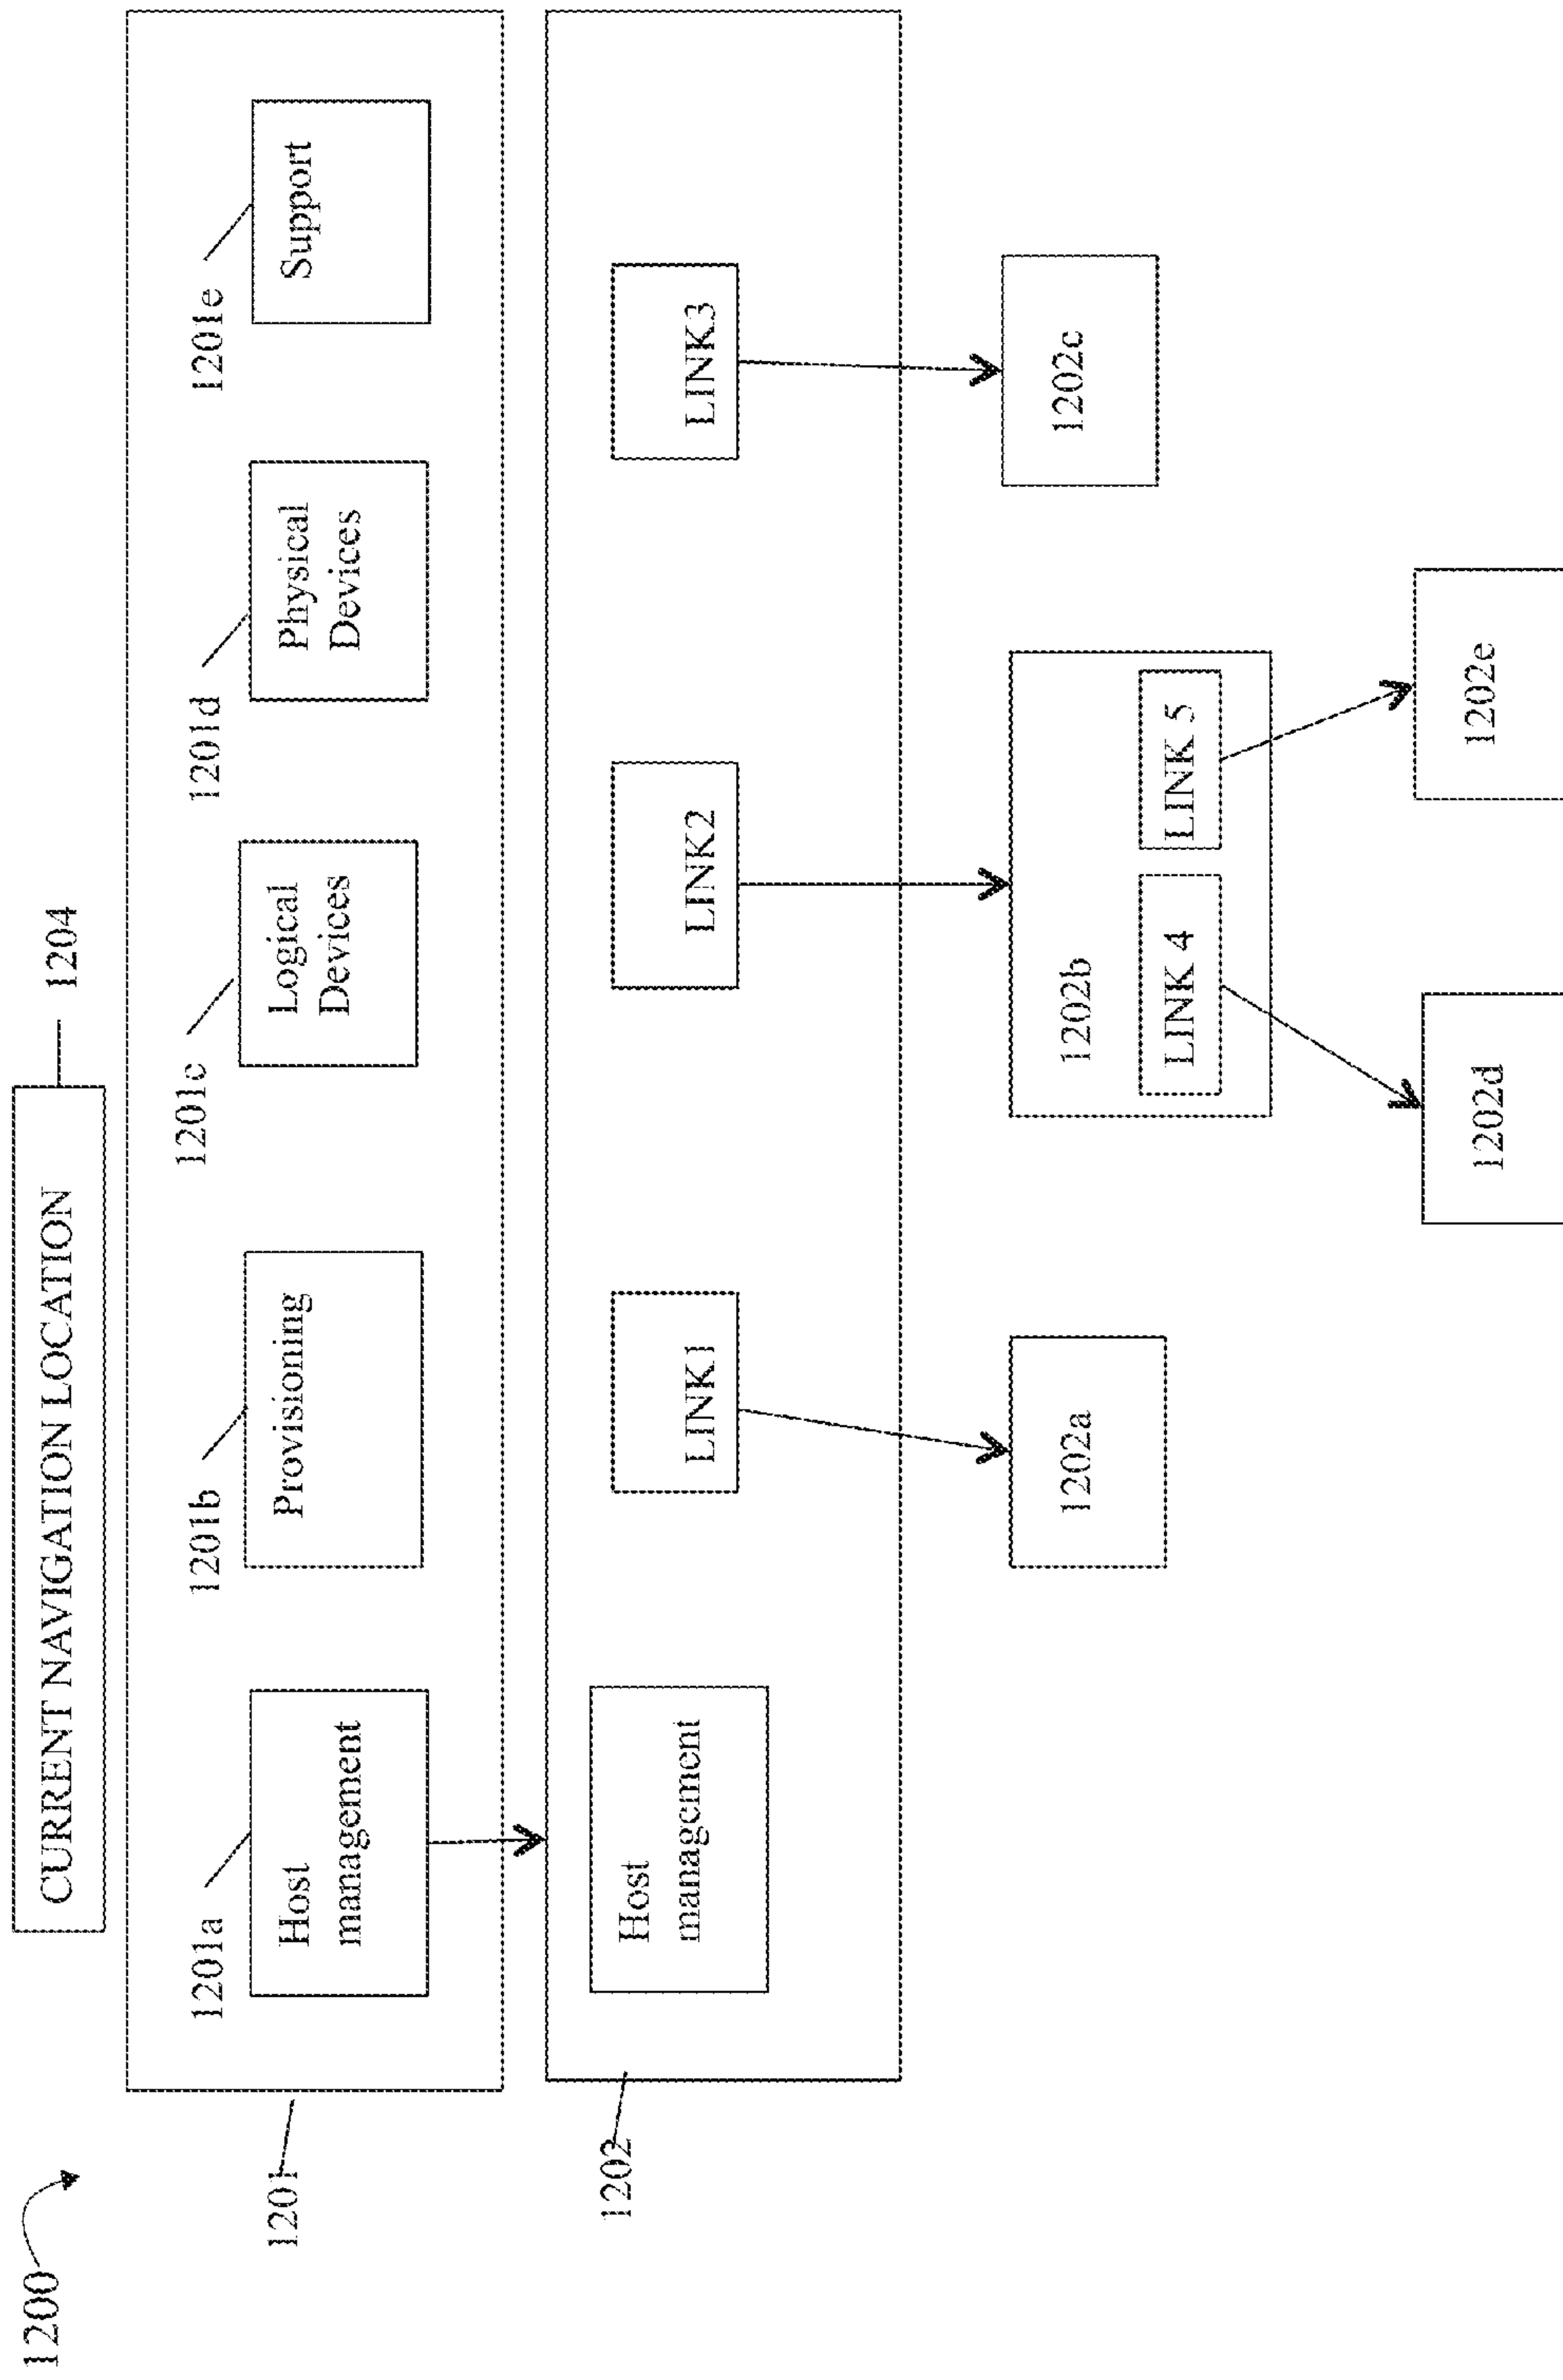 1200
CURRENT NAVIGATION LOCATION
1204
1201
1201a
Host
management
1201b
Provisioning
1201c
Logical
Devices
1201d
Physical
Devices
1201e
Support
1202
Host
management
LINK1
LINK2
LINK3
1202a
1202b
LINK 4
LINK 5
1202c
1202d
1202e